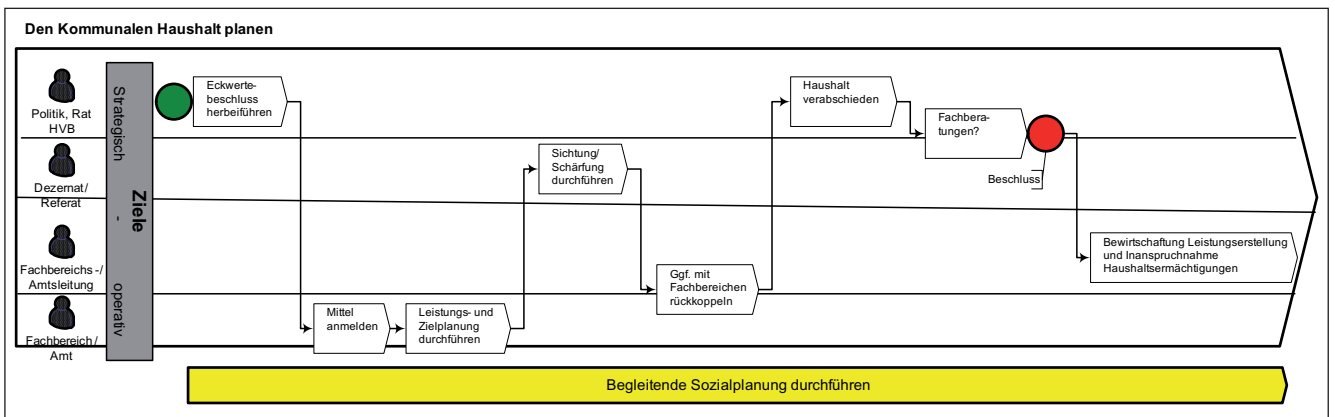 Den Kommunalen Haushalt planen
Politik, Rat
HVB
Dezernat/
Referat
Fachbereichs-/
Amtsleitung
Fachbereich/
Amt
Strategisch
-
operativ
Ziele
Eckwerte-
beschluss
herbeiführen
Mittel
anmelden
Leistungs- und
Zielplanung
durchführen
Sichtung/
Schärfung
durchführen
Ggf. mit
Fachbereichen
rückkoppeln
Haushalt
verabschieden
Fachbera-
tungen?
Beschluss
Bewirtschaftung Leistungserstellung
und Inanspruchnahme
Haushaltsermächtigungen
Begleitende Sozialplanung durchführen